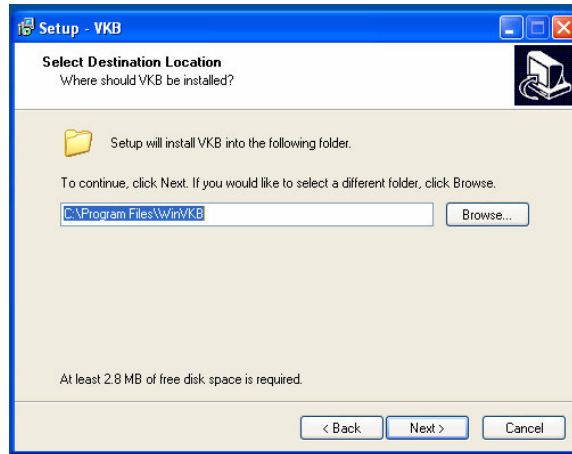 Setup - VKB
Select Destination Location
Where should VKB be installed?
Setup will install VKB into the following folder.
To continue, click Next. If you would like to select a different folder, click Browse.
C:\Program Files\WinVKB
Browse...
At least 2.8 MB of free disk space is required.
< Back
Next >
Cancel